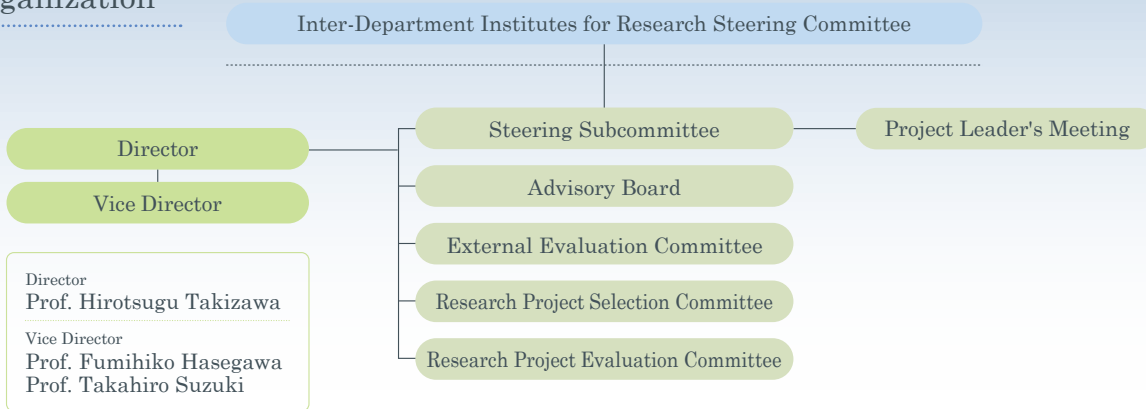 Inter-Department Institutes for Research Steering Committee
Steering Subcommittee
Project Leader's Meeting
Director
Advisory Board
Vice Director
External Evaluation Committee
Research Project Selection Committee
Research Project Evaluation Committee
Director
Prof. Hirotsugu Takizawa
Vice Director
Prof. Fumihiko Hasegawa
Prof. Takahiro Suzuki